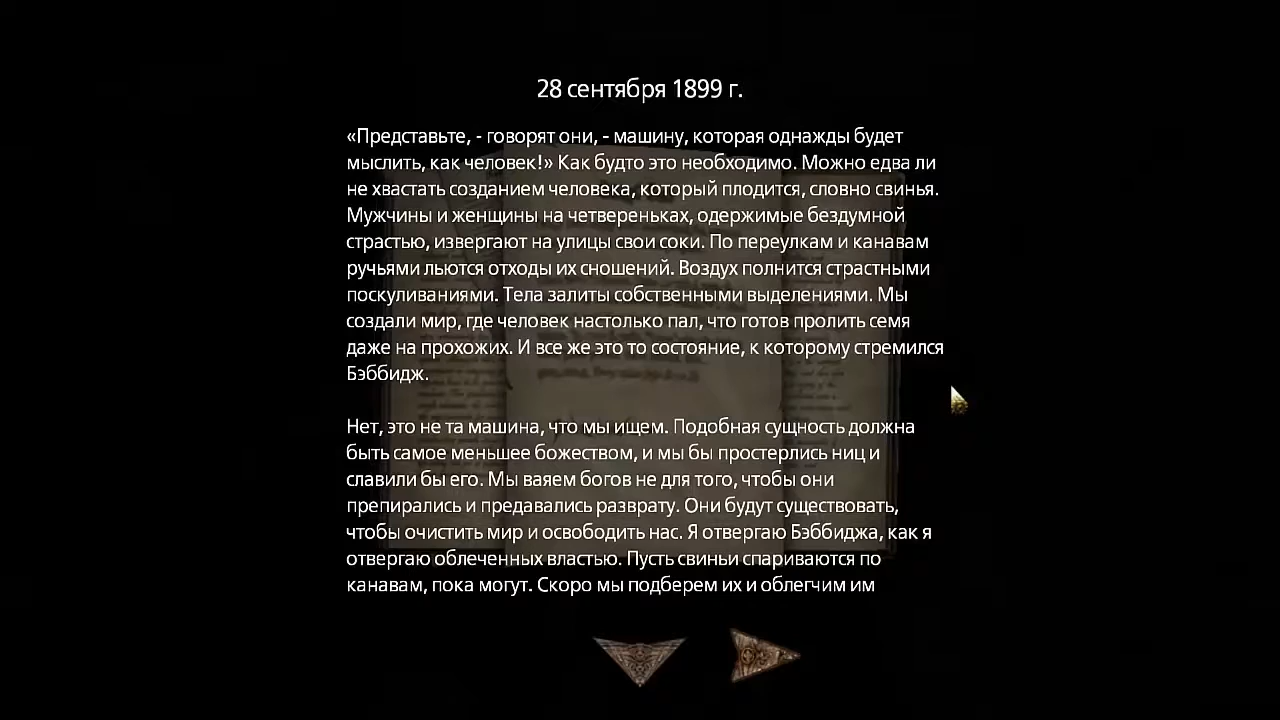 28 сентября 1899 г.
«Представьте, - говорят они, - машину, которая однажды будет
мыслить, как человек!» Как будто это необходимо. Можно едва ли
не хвастать созданием человека, который плодится, словно свинья.
Мужчины и женщины на четвереньках, одержимые бездумной
страстью, извергают на улицы свои соки. По переулкам и канавам
ручьями льются отходы их сношений. Воздух полнится страстными
поскуливаниями. Тела залиты собственными выделениями. Мы
создали мир, где человек настолько пал, что готов пролить семя
даже на прохожих. И все же это то состояние, к которому стремился
Бэббидж.
Нет, это не та машина, что мы ищем. Подобная сущность должна
быть самое меньшее божеством, и мы бы простерлись ниц и
славили бы его. Мы ваяем богов не для того, чтобы они
препирались и предавались разврату. Они будут существовать,
чтобы очистить мир и освободить нас. Я отвергаю Бэббиджа, как я
отвергаю облеченных властью. Пусть свиньи спариваются по
канавам, пока могут. Скоро мы подберем их и облегчим им